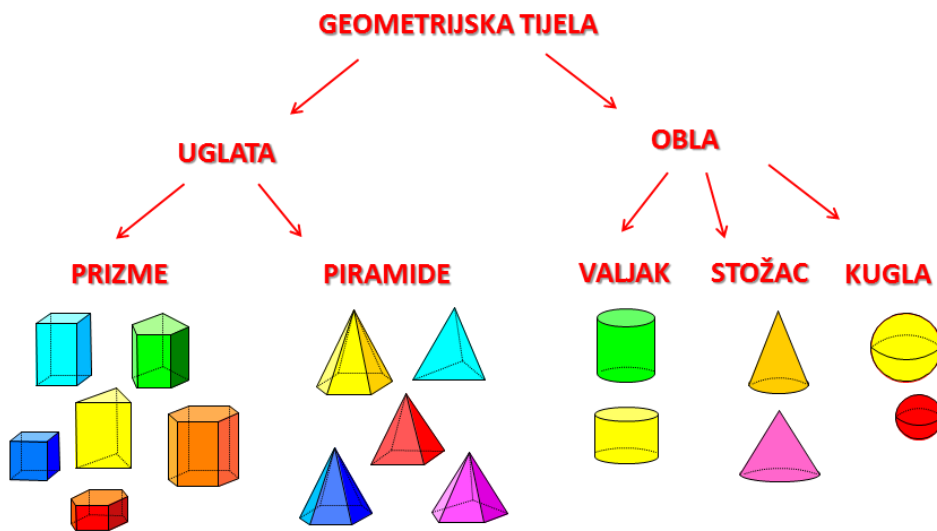 GEOMETRIJSKA TIJELA
UGLATA
OBLA
PRIZME
PIRAMIDE
VALJAK
STOŽAC
KUGLA